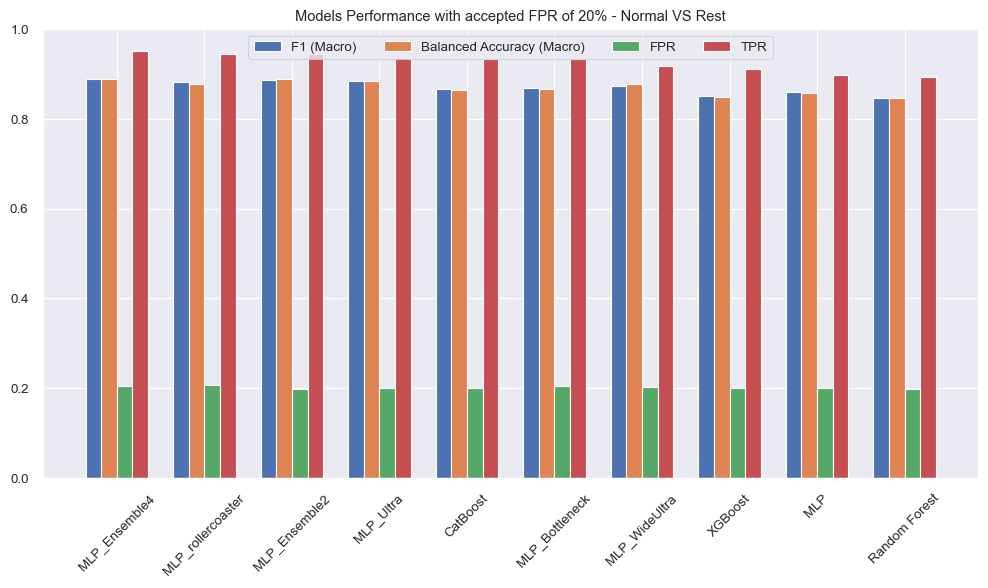 Models Performance with accepted FPR of 20% - Normal VS Rest
F1 (Macro) Balanced Accuracy (Macro) FPR TPR
1.0
0.8
0.6
0.4
0.2
0.0
MLP_Ensemble4
MLP_rollercoaster
MLP_Ensemble2
MLP_Ultra
CatBoost
MLP_Bottleneck
MLP_WideUltra
XGBoost
MLP
Random Forest